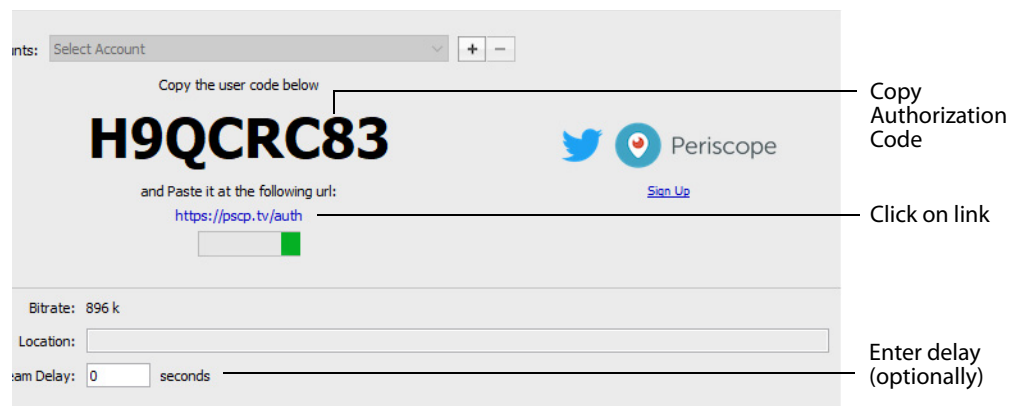 unts: Select Account + −
Copy the user code below
H9QCRC83
Periscope
and Paste it at the following url:
Sign Up
https://pscp.tv/auth
Bitrate: 896 k
Location:
am Delay: 0 seconds
Copy
Authorization
Code
Click on link
Enter delay
(optionally)